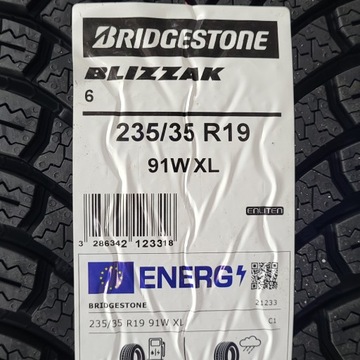 BRIDGESTONE
BLIZZAK
6
235/35 R19
91W XL
ENLITEN
3 286342 123318
ENERG
BRIDGESTONE
21233
235/35 R19 91W XL
C1